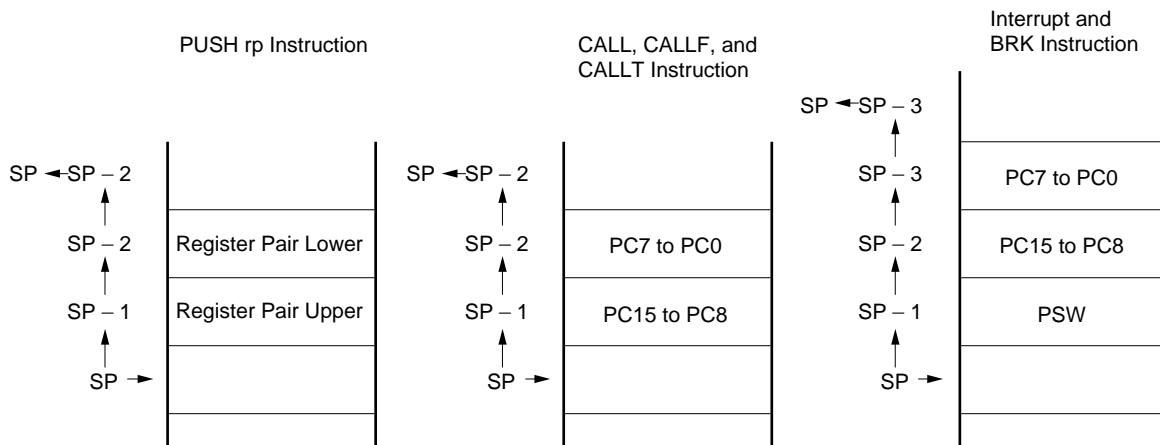 PUSH rp Instruction
SP
SP – 2
SP – 2
Register Pair Lower
SP – 1
Register Pair Upper
SP
CALL, CALLF, and
CALLT Instruction
SP
SP – 2
SP – 2
PC7 to PC0
SP – 1
PC15 to PC8
SP
Interrupt and
BRK Instruction
SP
SP – 3
SP – 3
PC7 to PC0
SP – 2
PC15 to PC8
SP – 1
PSW
SP